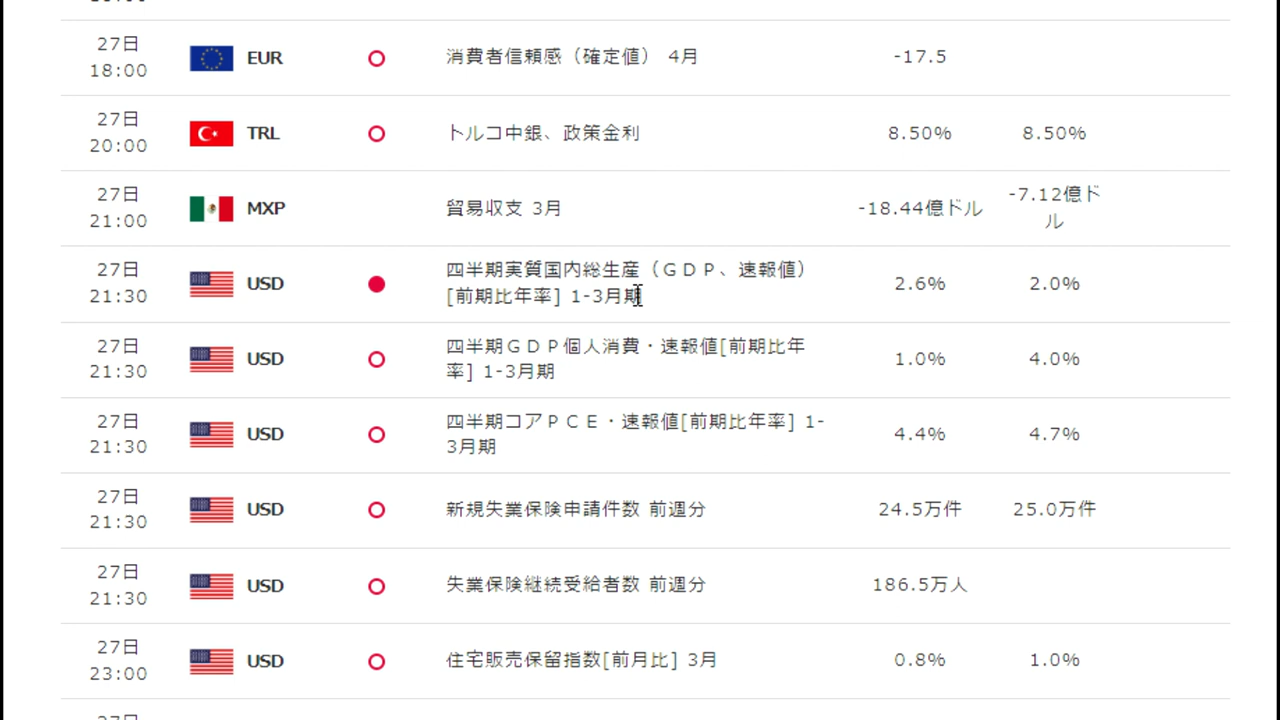 27日
18:00
EUR
消費者信頼感（確定値） 4月
-17.5
27日
20:00
TRL
トルコ中銀、政策金利
8.50%
8.50%
27日
21:00
MXP
貿易収支 3月
-18.44億ドル
-7.12億ド
ル
27日
21:30
USD
四半期実質国内総生産（ＧＤＰ、速報値）
[前期比年率] 1-3月期
2.6%
2.0%
27日
21:30
USD
四半期ＧＤＰ個人消費・速報値[前期比年
率] 1-3月期
1.0%
4.0%
27日
21:30
USD
四半期コアＰＣＥ・速報値[前期比年率] 1-
3月期
4.4%
4.7%
27日
21:30
USD
新規失業保険申請件数 前週分
24.5万件
25.0万件
27日
21:30
USD
失業保険継続受給者数 前週分
186.5万人
27日
23:00
USD
住宅販売保留指数[前月比] 3月
0.8%
1.0%